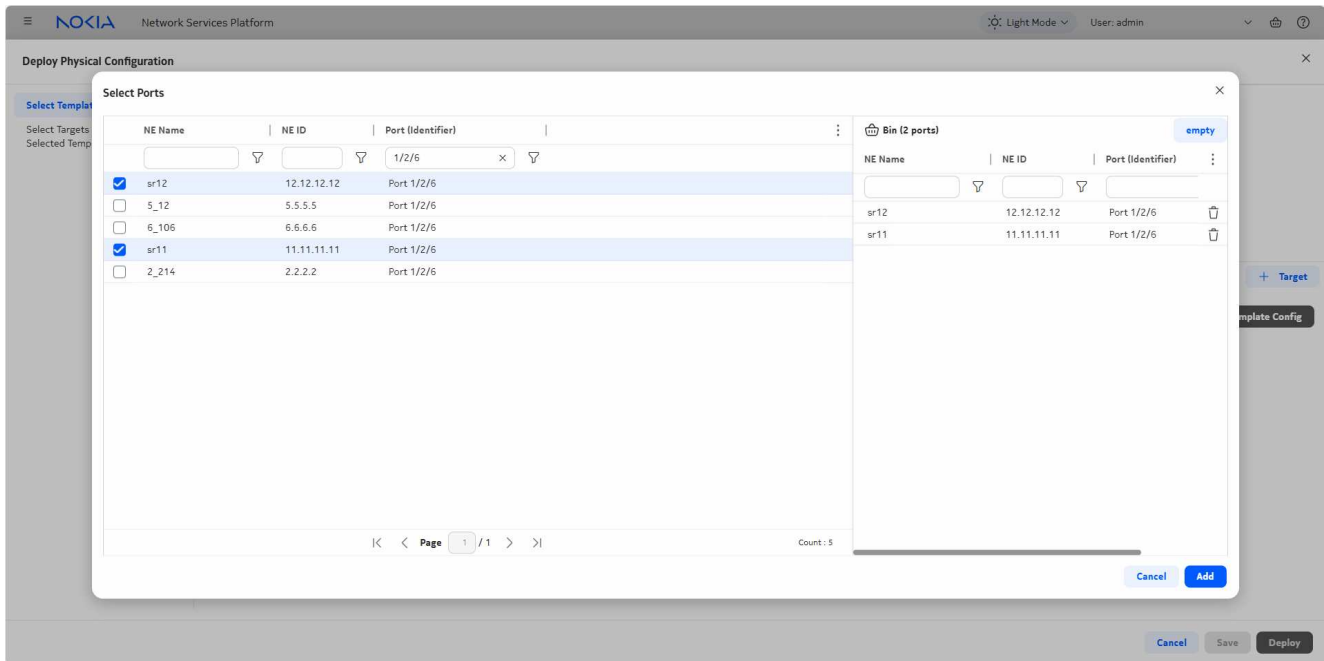 NOKIA Network Services Platform Light Mode User: admin
Deploy Physical Configuration
Select Templat
Select Targets
Selected Temp
Select Ports
NE Name NE ID Port (Identifier)
1/2/6
sr12 12.12.12.12 Port 1/2/6
5_12 5.5.5.5 Port 1/2/6
6_106 6.6.6.6 Port 1/2/6
sr11 11.11.11.11 Port 1/2/6
2_214 2.2.2.2 Port 1/2/6
Page 1 / 1 Count : 5
Bin (2 ports) empty
NE Name NE ID Port (Identifier)
sr12 12.12.12.12 Port 1/2/6
sr11 11.11.11.11 Port 1/2/6
Cancel Add
+ Target
mplate Config
Cancel Save Deploy